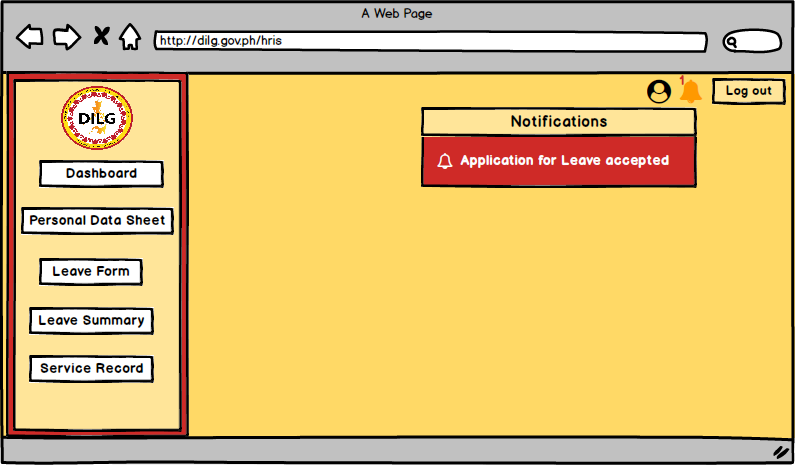 A Web Page
http://dilg.gov.ph/hris
1
Log out
DILG
Notifications
Application for Leave accepted
Dashboard
Personal Data Sheet
Leave Form
Leave Summary
Service Record